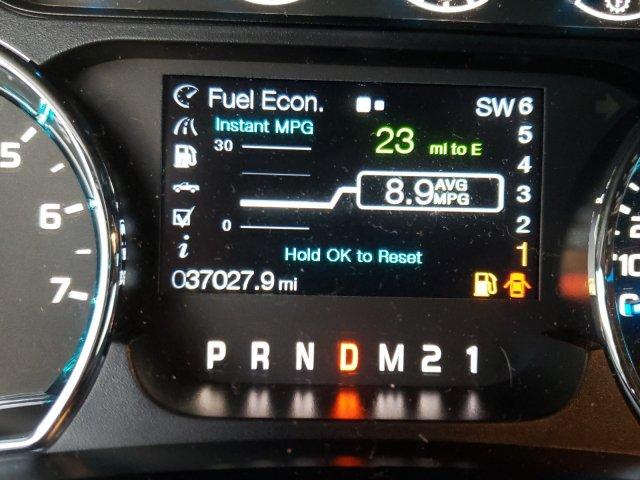 Fuel Econ. SW 6
Instant MPG
30 23 mi to E 5
4
8.9 AVG MPG 3
0 2
Hold OK to Reset 1
037027.9 mi
P R N D M 2 1
5
6
7
10